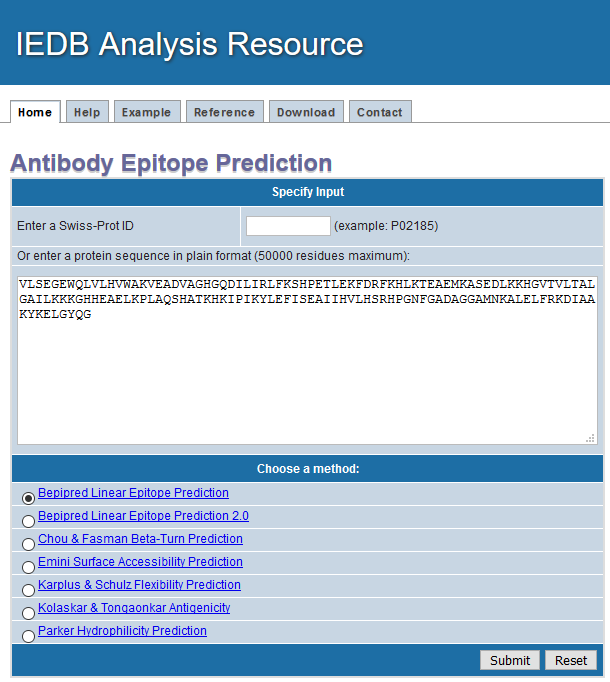 IEDB Analysis Resource
Home Help Example Reference Download Contact
Antibody Epitope Prediction
Specify Input
Enter a Swiss-Prot ID (example: P02185)
Or enter a protein sequence in plain format (50000 residues maximum):
VLSEGEWQLVLHVWAKVEADVAGHGQDILIRLFKSHPETLEKFDRFKHLKTEAEMKASEDLKKHGVTVLTAL
GAILKKKGHHEAELKPLAQSHATKHKIPIKYLEFISEAIIHVLHSRHPGNFGADAGGAMNKALELFRKDIAA
KYKELGYQG
Choose a method:
Bepipred Linear Epitope Prediction
Bepipred Linear Epitope Prediction 2.0
Chou & Fasman Beta-Turn Prediction
Emini Surface Accessibility Prediction
Karplus & Schulz Flexibility Prediction
Kolaskar & Tongaonkar Antigenicity
Parker Hydrophilicity Prediction
Submit Reset